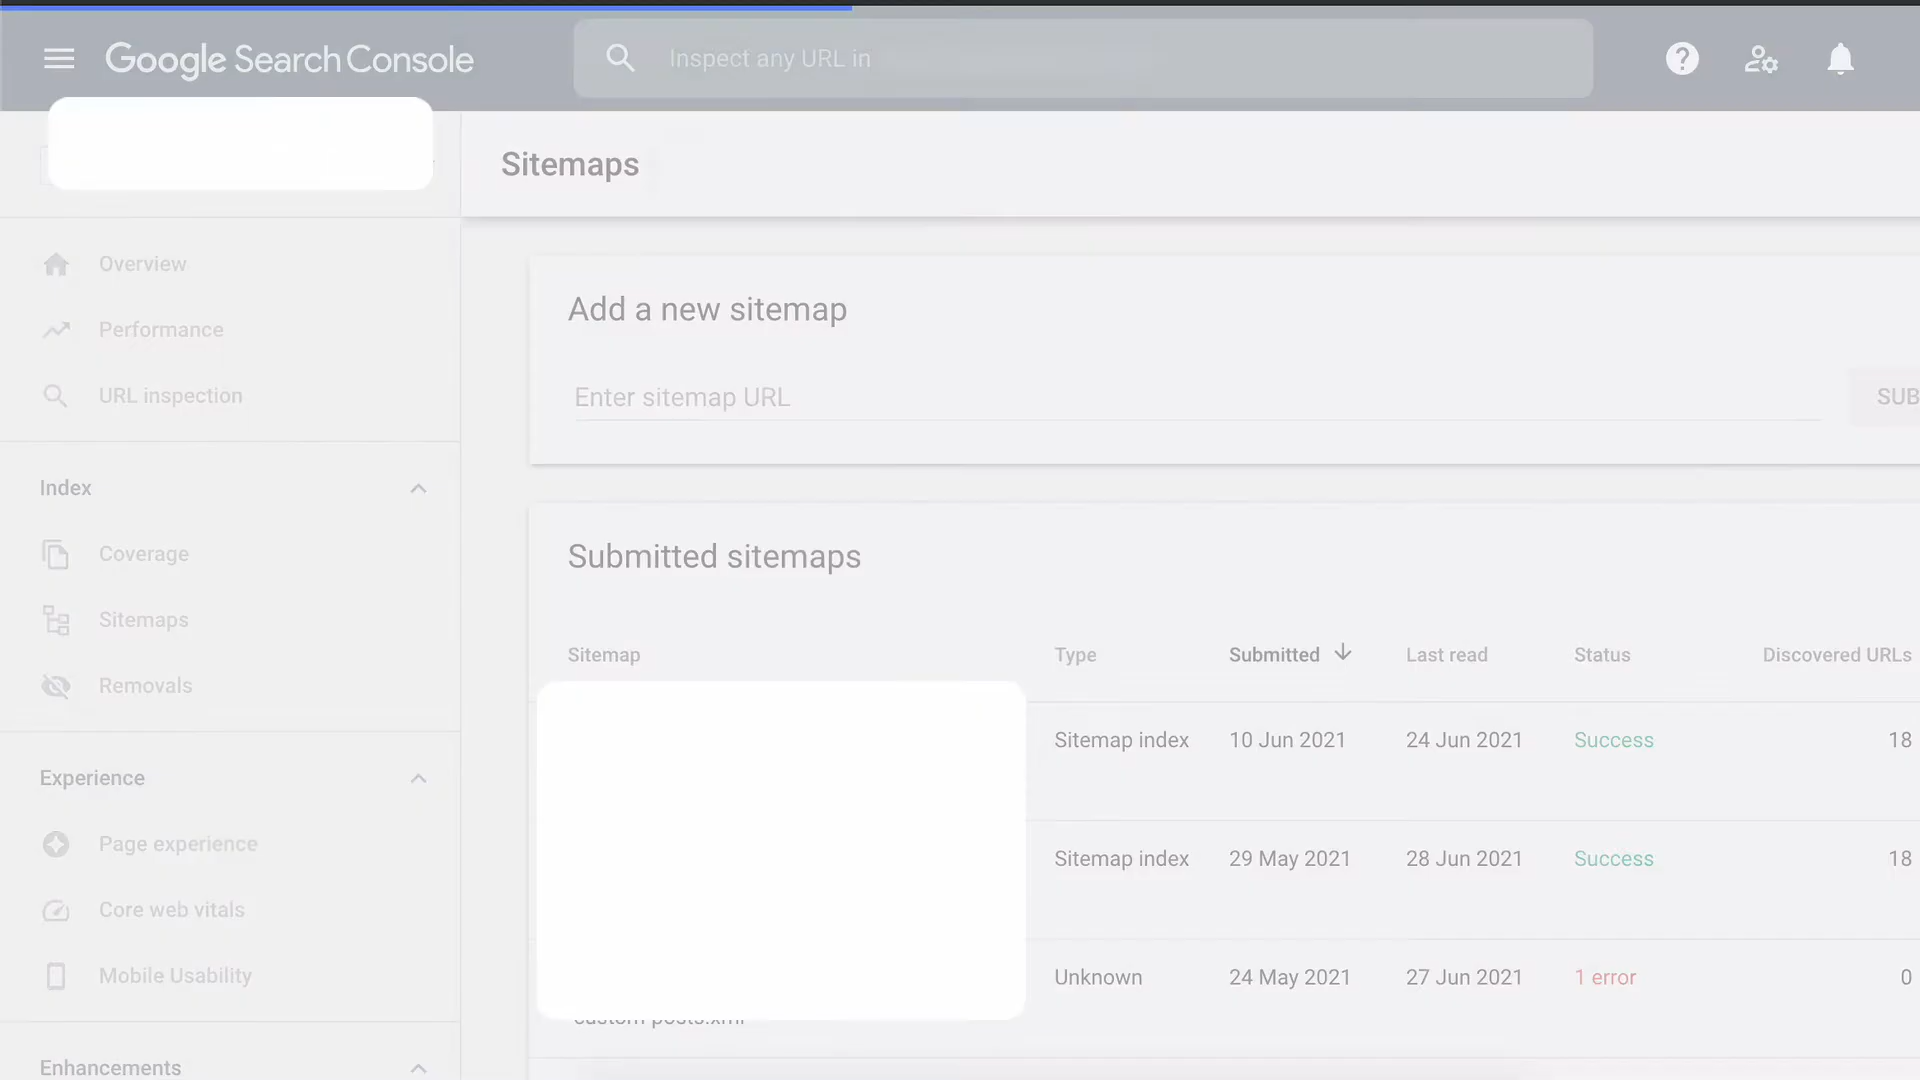 Google Search Console
Inspect any URL in
Sitemaps
Overview
Performance
URL inspection
Index
Coverage
Sitemaps
Removals
Experience
Page experience
Core web vitals
Mobile Usability
Enhancements
Add a new sitemap
Enter sitemap URL
SUB
Submitted sitemaps
Sitemap Type Submitted Last read Status Discovered URLs
Sitemap index 10 Jun 2021 24 Jun 2021 Success 18
Sitemap index 29 May 2021 28 Jun 2021 Success 18
Unknown 24 May 2021 27 Jun 2021 1 error 0